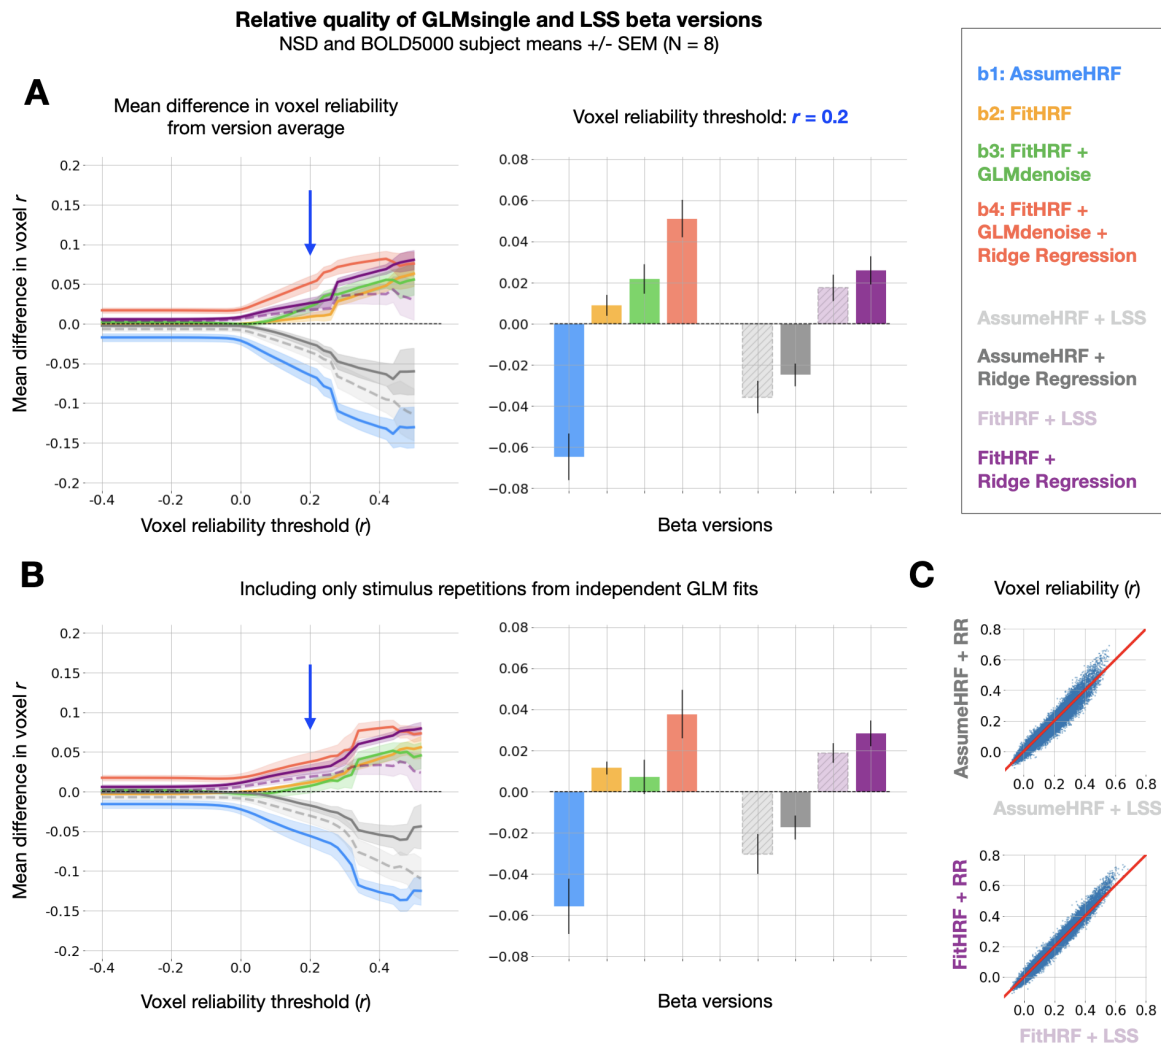 Relative quality of GLMsingle and LSS beta versions
NSD and BOLD5000 subject means +/- SEM (N = 8)
A
Mean difference in voxel reliability
from version average
Mean difference in voxel r
0.2
0.15
0.1
0.05
0.0
-0.05
-0.1
-0.15
-0.2
-0.4
-0.2
0.0
0.2
0.4
Voxel reliability threshold (r)
Voxel reliability threshold: r = 0.2
0.08
0.06
0.04
0.02
0.00
−0.02
−0.04
−0.06
−0.08
Beta versions
b1: AssumeHRF
b2: FitHRF
b3: FitHRF +
GLMdenoise
b4: FitHRF +
GLMdenoise +
Ridge Regression
AssumeHRF + LSS
AssumeHRF +
Ridge Regression
FitHRF + LSS
FitHRF +
Ridge Regression
B
Including only stimulus repetitions from independent GLM fits
Mean difference in voxel r
0.2
0.15
0.1
0.05
0.0
-0.05
-0.1
-0.15
-0.2
-0.4
-0.2
0.0
0.2
0.4
Voxel reliability threshold (r)
0.08
0.06
0.04
0.02
0.00
−0.02
−0.04
−0.06
−0.08
Beta versions
C
Voxel reliability (r)
AssumeHRF + RR
0.8
0.6
0.4
0.2
0.0
0.0 0.2 0.4 0.6 0.8
AssumeHRF + LSS
FitHRF + RR
0.8
0.6
0.4
0.2
0.0
0.0 0.2 0.4 0.6 0.8
FitHRF + LSS